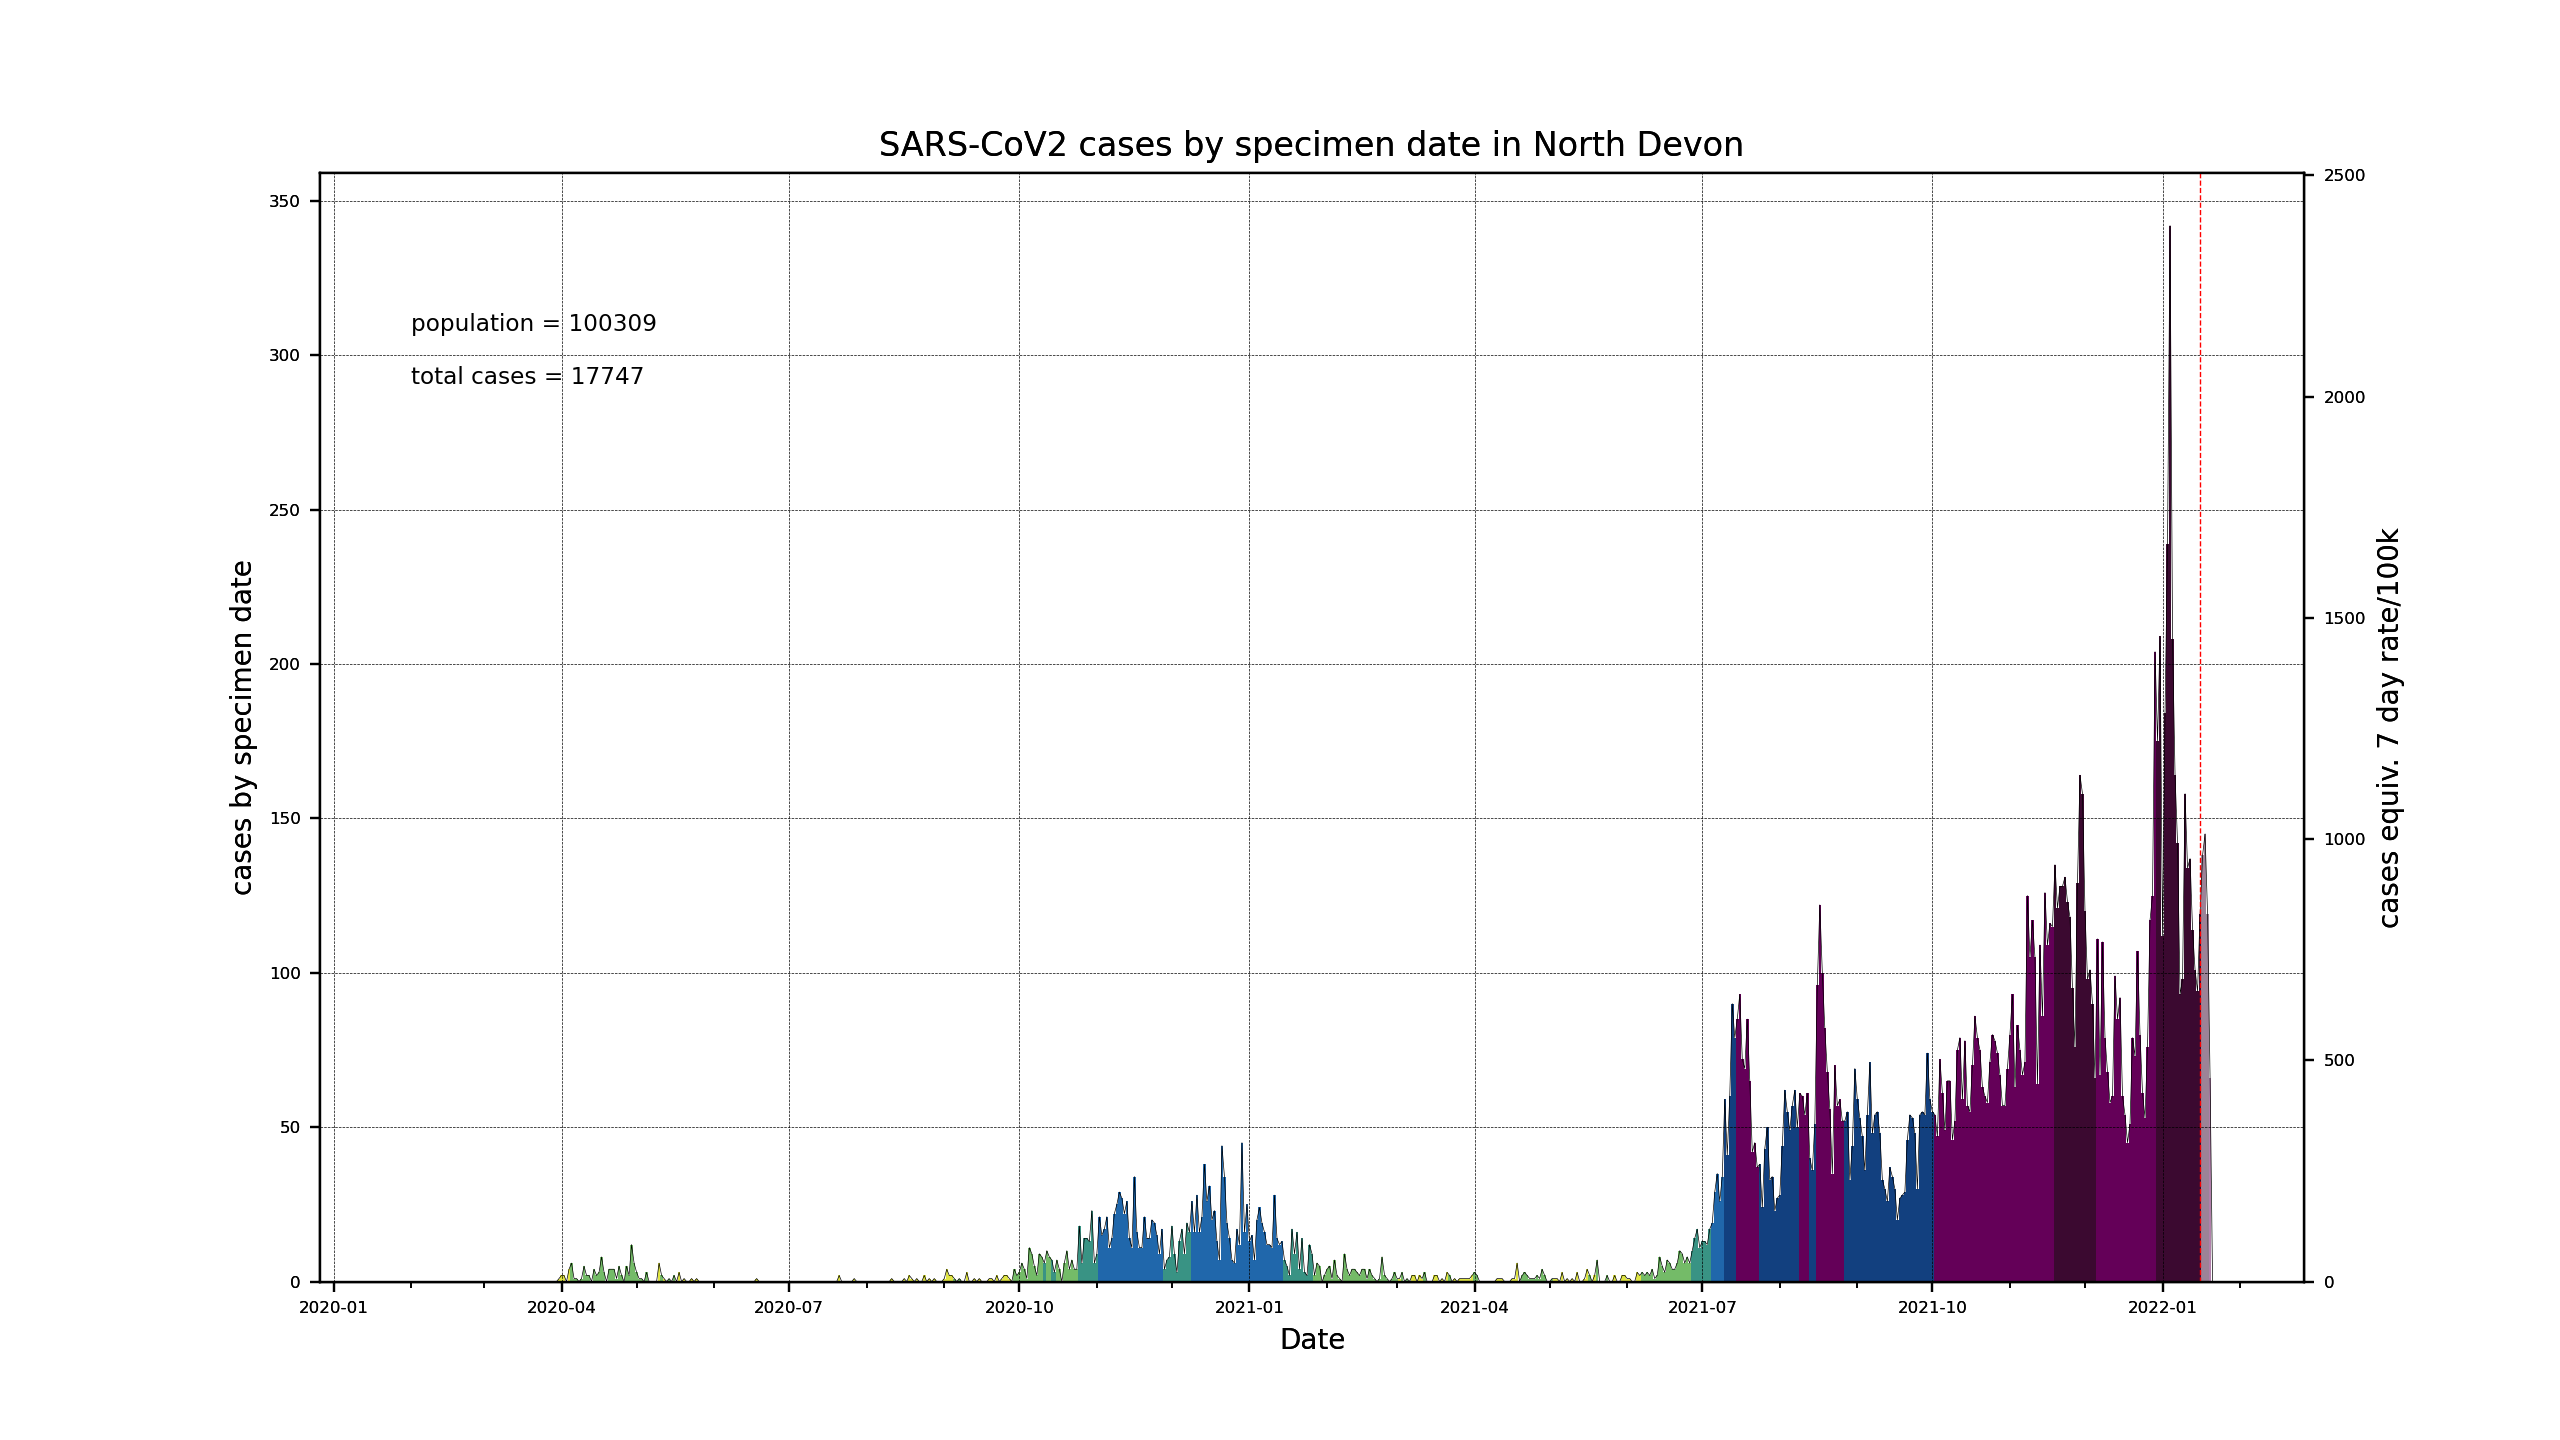 SARS-CoV2 cases by specimen date in North Devon
population = 100309
total cases = 17747
cases by specimen date
350
300
250
200
150
100
50
0
cases equiv. 7 day rate/100k
2500
2000
1500
1000
500
0
2020-01 2020-04 2020-07 2020-10 2021-01 2021-04 2021-07 2021-10 2022-01
Date